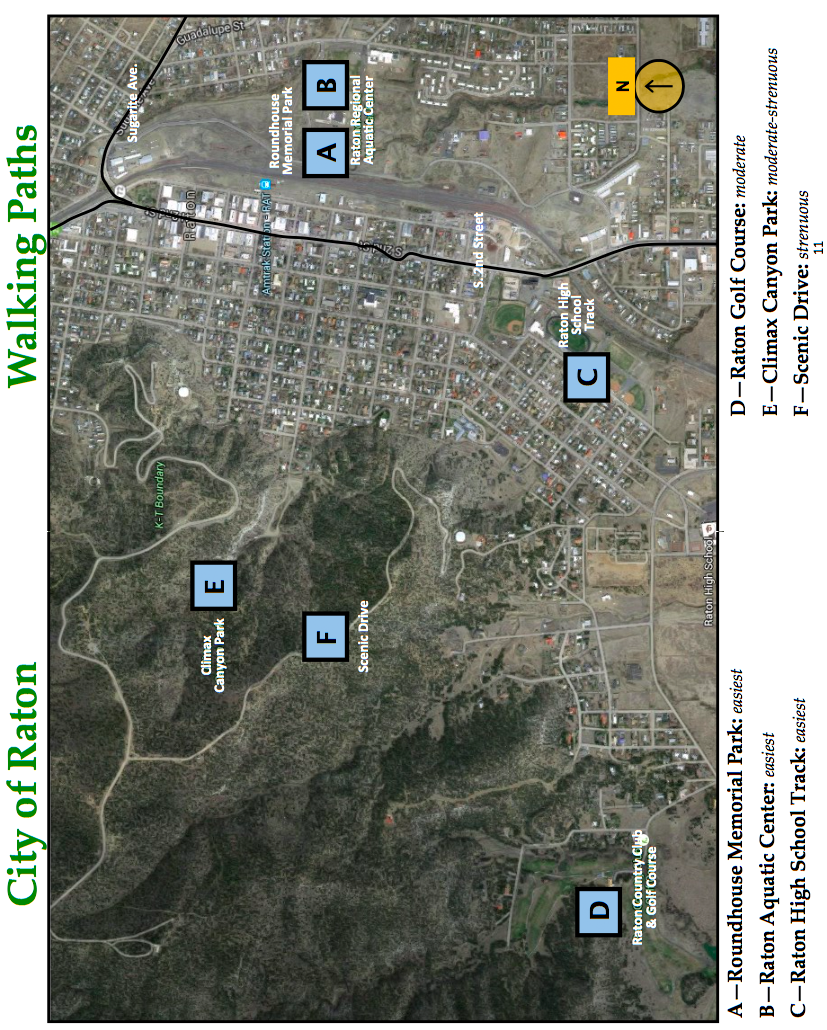 City of Raton Walking Paths
Guadalupe St
Sugarite Ave.
Roundhouse
Memorial Park
B
A
Raton Regional
Aquatic Center
N
Raton
Amtrak Station - RAT
S 2nd St
S. 2nd Street
Raton High
School
Track
C
K-T Boundary
E
Climax
Canyon Park
F
Scenic Drive
Raton High School
D
Raton Country Club
& Golf Course
A—Roundhouse Memorial Park: easiest
B—Raton Aquatic Center: easiest
C—Raton High School Track: easiest
D—Raton Golf Course: moderate
E—Climax Canyon Park: moderate-strenuous
F—Scenic Drive: strenuous
11